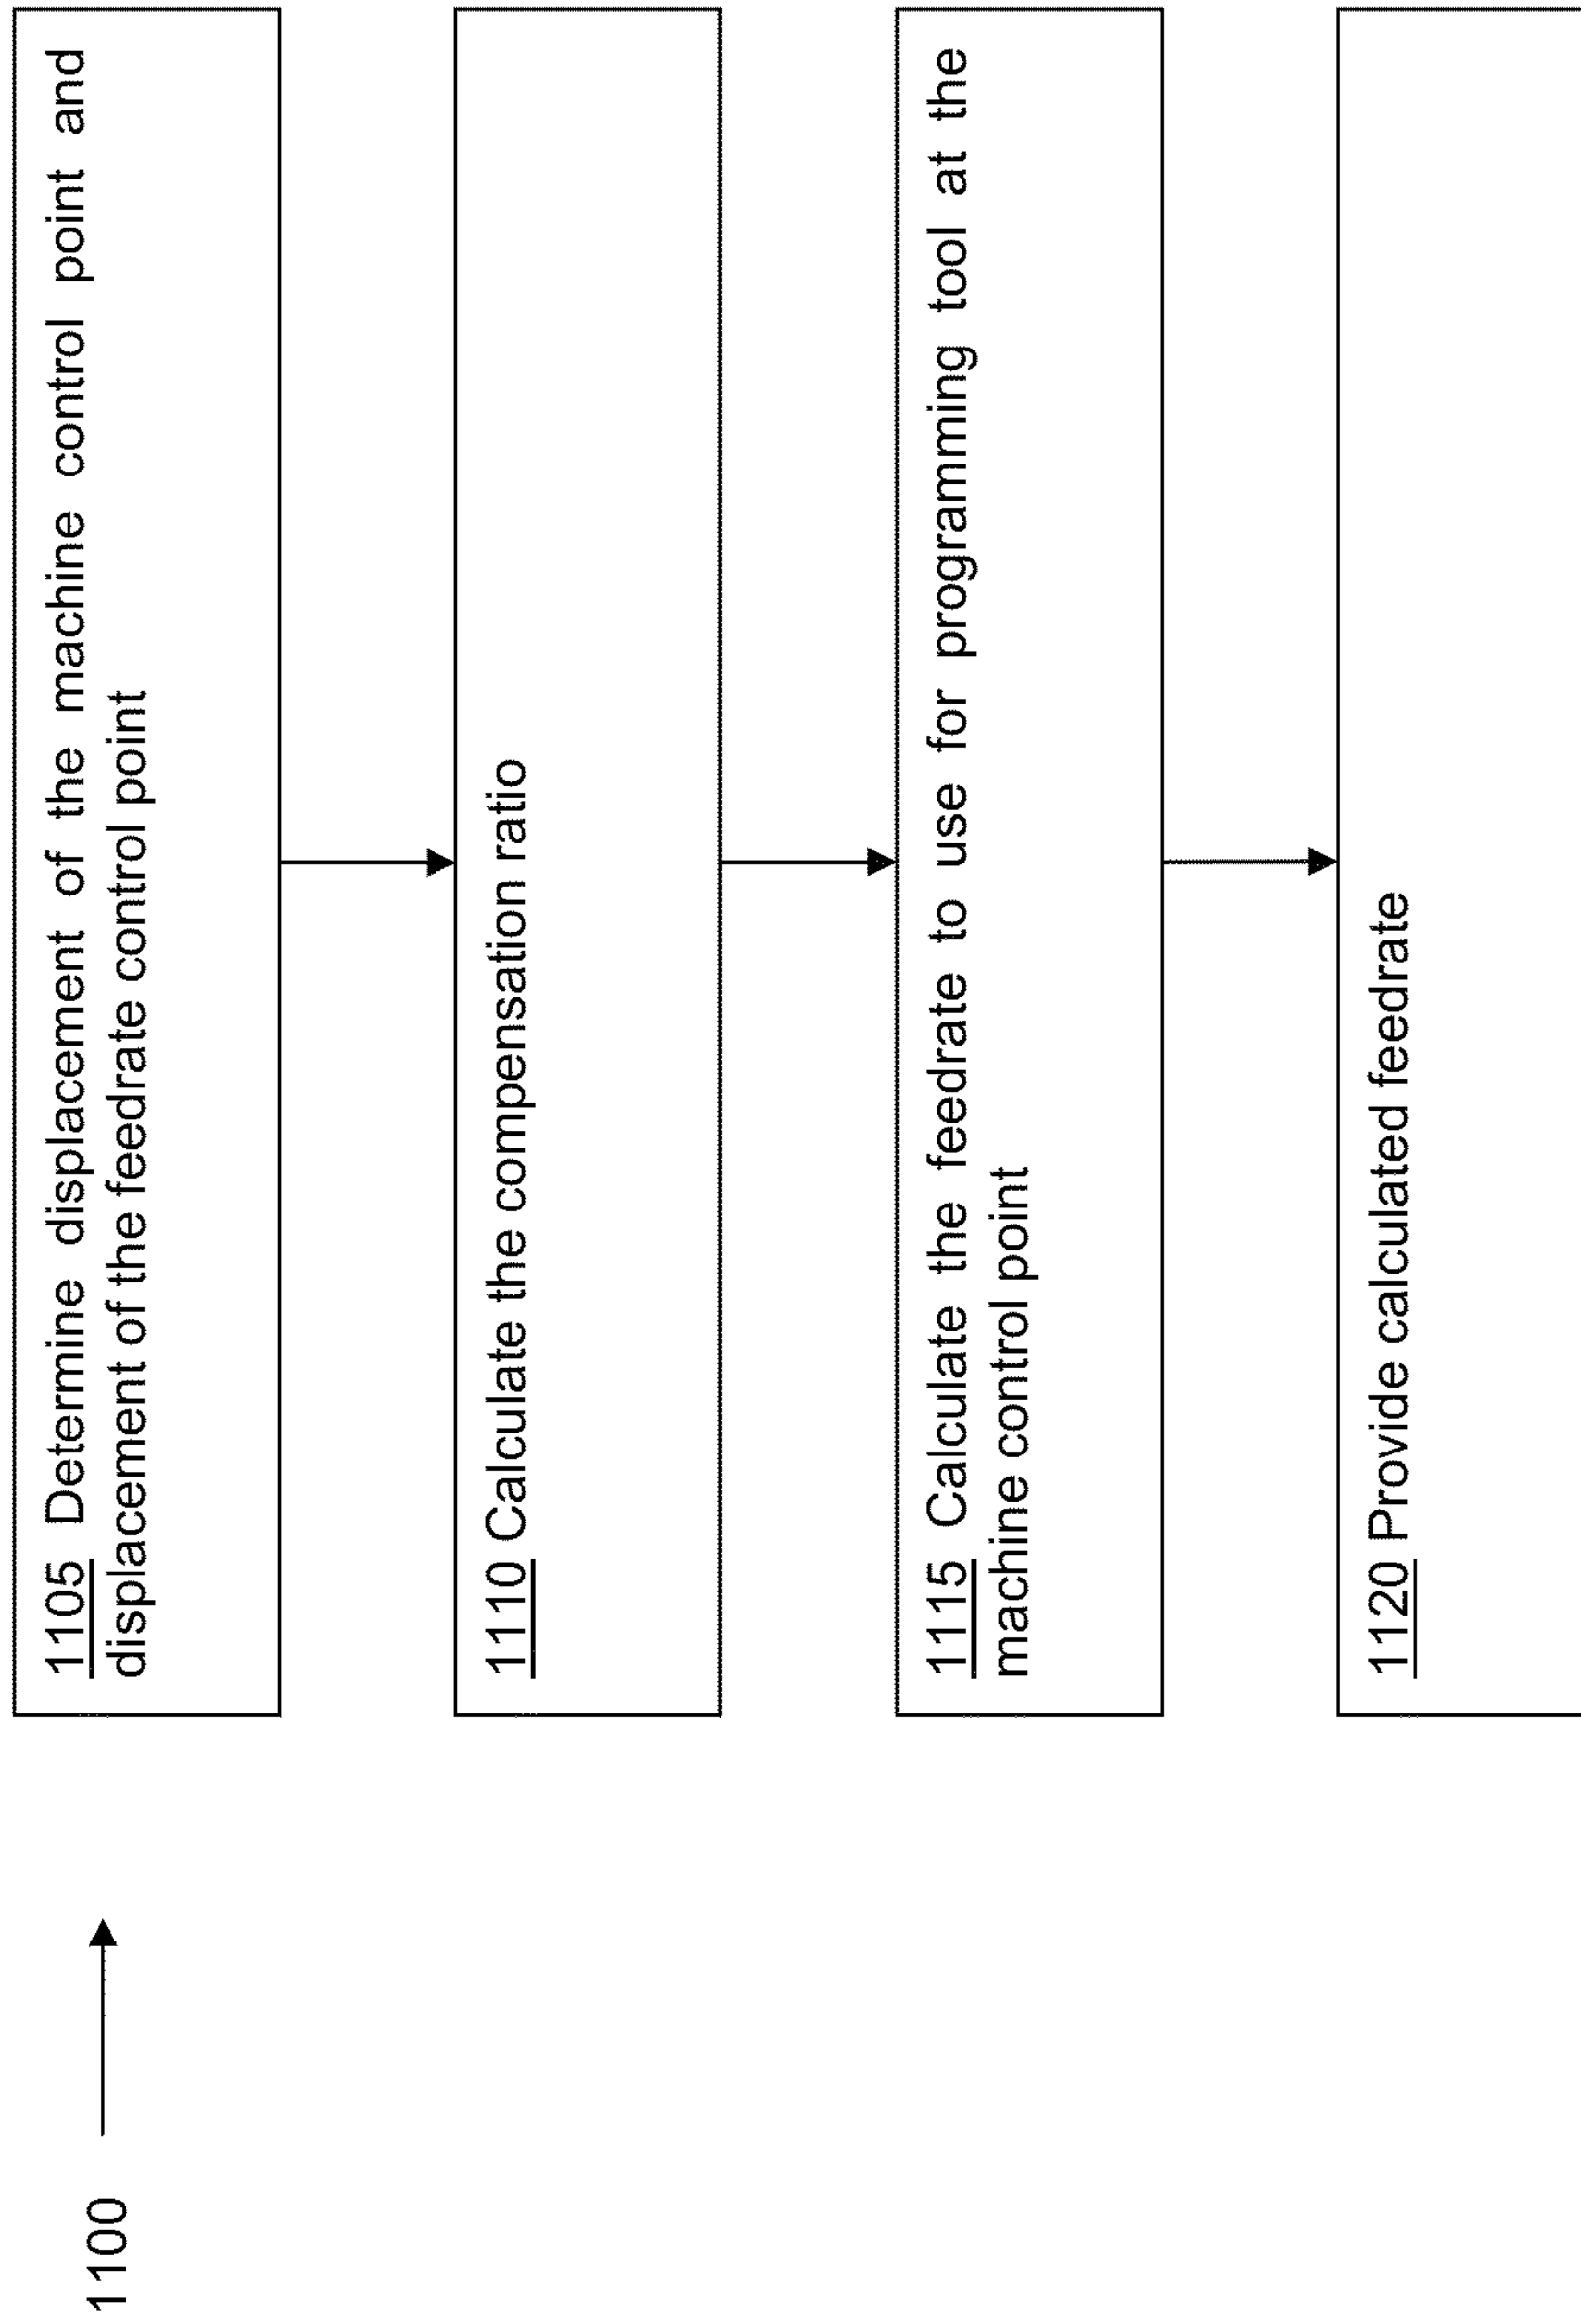 1100
1105 Determine displacement of the machine control point and
displacement of the feedrate control point
1110 Calculate the compensation ratio
1115 Calculate the feedrate to use for programming tool at the
machine control point
1120 Provide calculated feedrate